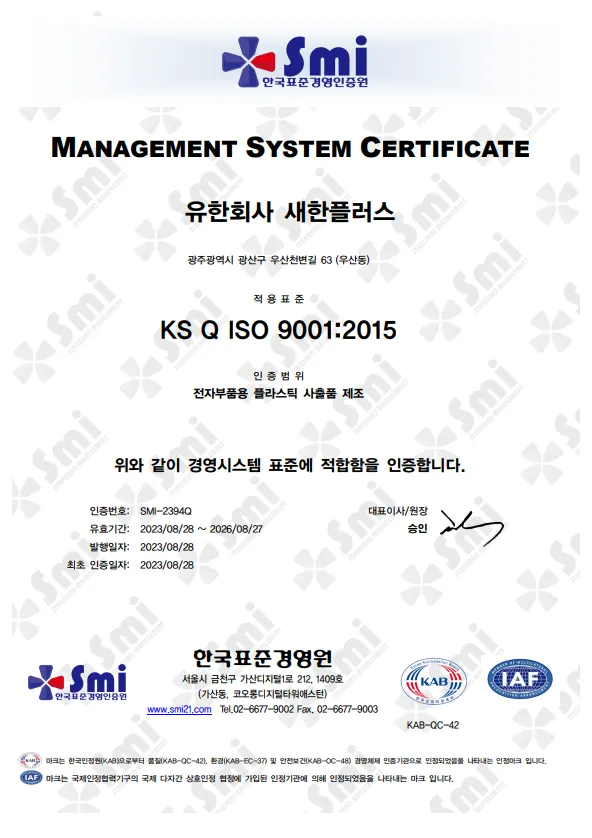 Smi
한국표준경영인증원
MANAGEMENT SYSTEM CERTIFICATE
유한회사 새한플러스
광주광역시 광산구 우산천변길 63 (우산동)
적 용 표 준
KS Q ISO 9001:2015
인 증 범 위
전자부품용 플라스틱 사출품 제조
위와 같이 경영시스템 표준에 적합함을 인증합니다.
인증번호: SMI-2394Q
유효기간: 2023/08/28 ~ 2026/08/27
발행일자: 2023/08/28
최초 인증일자: 2023/08/28
대표이사/원장
승인
Smi
한국표준경영인증원
한국표준경영원
서울시 금천구 가산디지털1로 212, 1409호
(가산동, 코오롱디지털타워애스턴)
www.smi21.com Tel.02-6677-9002 Fax. 02-6677-9003
KAB
KAB-QC-42
MEMBER OF MULTILATERAL
IAF
RECOGNITION ARRANGEMENT
KAB 마크는 한국인정원(KAB)으로부터 품질(KAB-QC-42), 환경(KAB-EC-37) 및 안전보건(KAB-OC-48) 경영체제 인증기관으로 인정되었음을 나타내는 인정마크 입니다.
IAF 마크는 국제인정협력기구의 국제 다자간 상호인정 협정에 가입된 인정기관에 의해 인정되었음을 나타내는 마크 입니다.